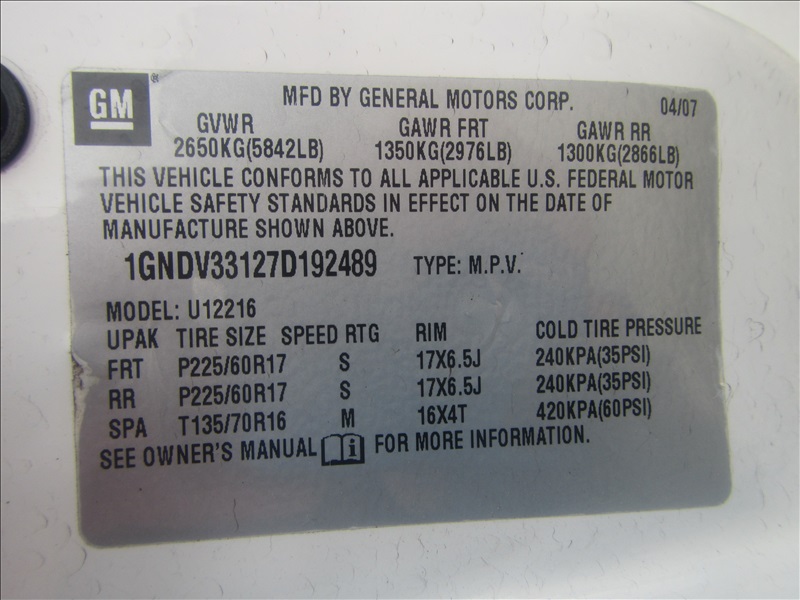 GM ®
MFD BY GENERAL MOTORS CORP. 04/07
GVWR GAWR FRT GAWR RR
2650KG(5842LB) 1350KG(2976LB) 1300KG(2866LB)
THIS VEHICLE CONFORMS TO ALL APPLICABLE U.S. FEDERAL MOTOR
VEHICLE SAFETY STANDARDS IN EFFECT ON THE DATE OF
MANUFACTURE SHOWN ABOVE.
1GNDV33127D192489 TYPE: M.P.V.
MODEL: U12216
UPAK TIRE SIZE SPEED RTG RIM COLD TIRE PRESSURE
FRT P225/60R17 S 17X6.5J 240KPA(35PSI)
RR P225/60R17 S 17X6.5J 240KPA(35PSI)
SPA T135/70R16 M 16X4T 420KPA(60PSI)
SEE OWNER'S MANUAL i FOR MORE INFORMATION.